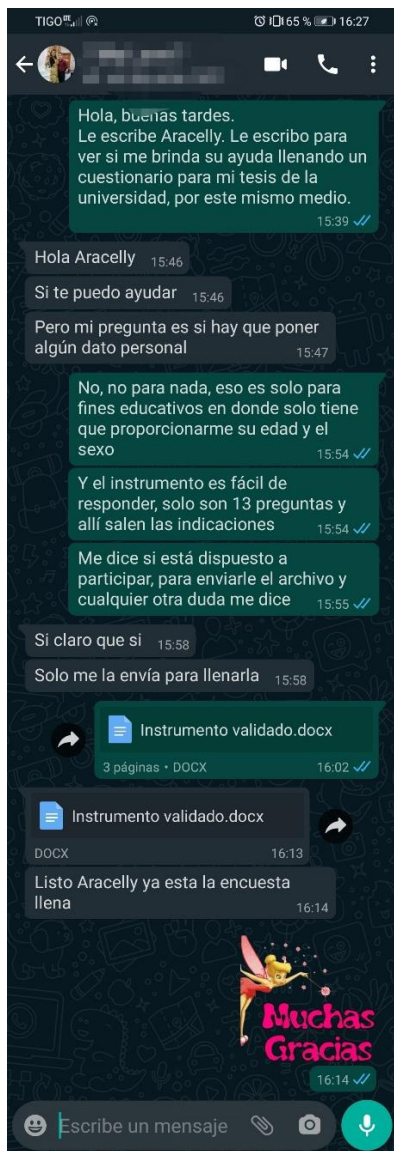 TIGO 65 % 16:27
Hola, buenas tardes.
Le escribe Aracelly. Le escribo para
ver si me brinda su ayuda llenando un
cuestionario para mi tesis de la
universidad, por este mismo medio.
15:39
Hola Aracelly 15:46
Si te puedo ayudar 15:46
Pero mi pregunta es si hay que poner
algún dato personal 15:47
No, no para nada, eso es solo para
fines educativos en donde solo tiene
que proporcionarme su edad y el
sexo 15:54
Y el instrumento es fácil de
responder, solo son 13 preguntas y
allí salen las indicaciones 15:54
Me dice si está dispuesto a
participar, para enviarle el archivo y
cualquier otra duda me dice 15:55
Si claro que si 15:58
Solo me la envía para llenarla 15:58
Instrumento validado.docx
3 páginas • DOCX 16:02
Instrumento validado.docx
DOCX 16:13
Listo Aracelly ya esta la encuesta
llena 16:14
Muchas
Gracias
16:14
Escribe un mensaje